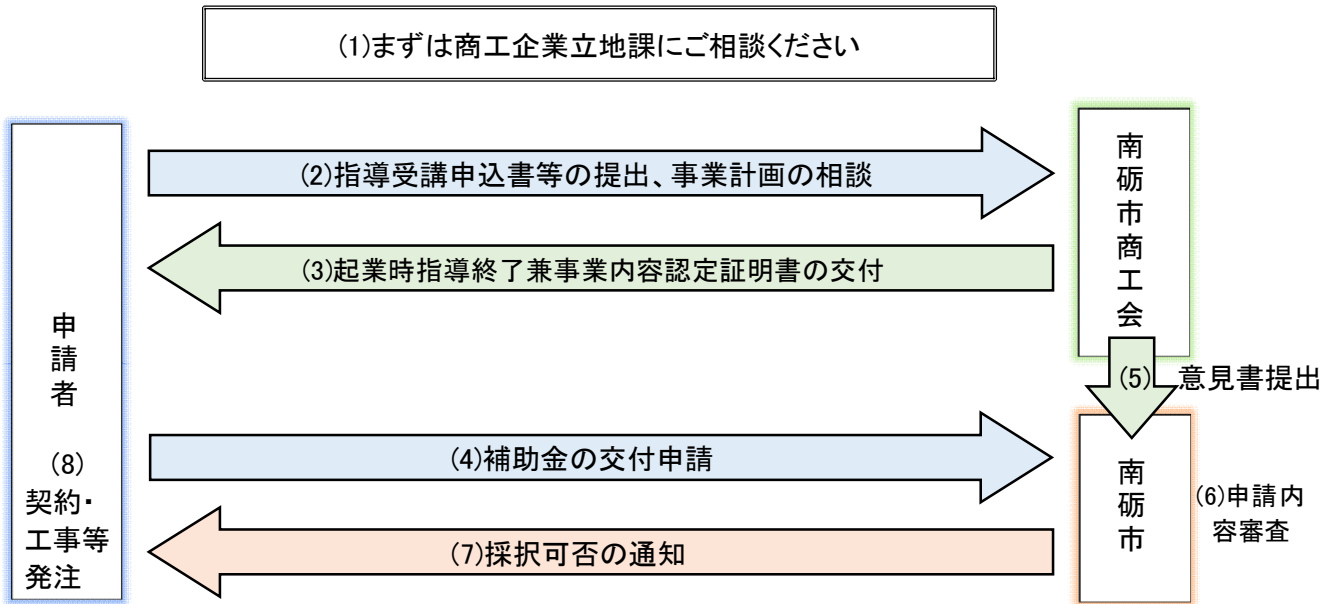 (1)まずは商工企業立地課にご相談ください
(2)指導受講申込書等の提出、事業計画の相談
(3)起業時指導終了兼事業内容認定証明書の交付
南砺市商工会
申請者
(8)
契約・
工事等
発注
(5) 意見書提出
(4)補助金の交付申請
南砺市
(6)申請内
容審査
(7)採択可否の通知